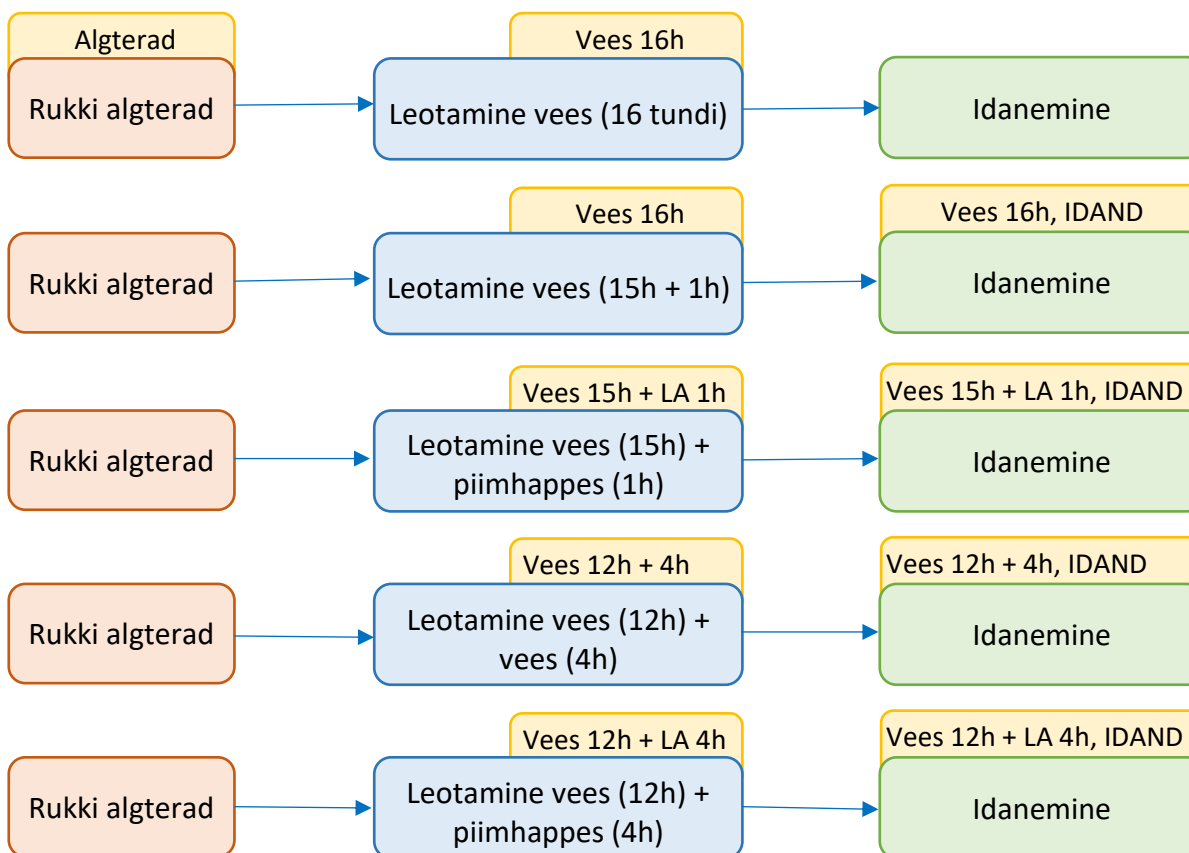 Algterad
Vees 16h
Rukki algterad
Leotamine vees (16 tundi)
Idanemine
Vees 16h
Vees 16h, IDAND
Rukki algterad
Leotamine vees (15h + 1h)
Idanemine
Vees 15h + LA 1h
Vees 15h + LA 1h, IDAND
Rukki algterad
Leotamine vees (15h) +
piimhappes (1h)
Idanemine
Vees 12h + 4h
Vees 12h + 4h, IDAND
Rukki algterad
Leotamine vees (12h) +
vees (4h)
Idanemine
Vees 12h + LA 4h
Vees 12h + LA 4h, IDAND
Rukki algterad
Leotamine vees (12h) +
piimhappes (4h)
Idanemine